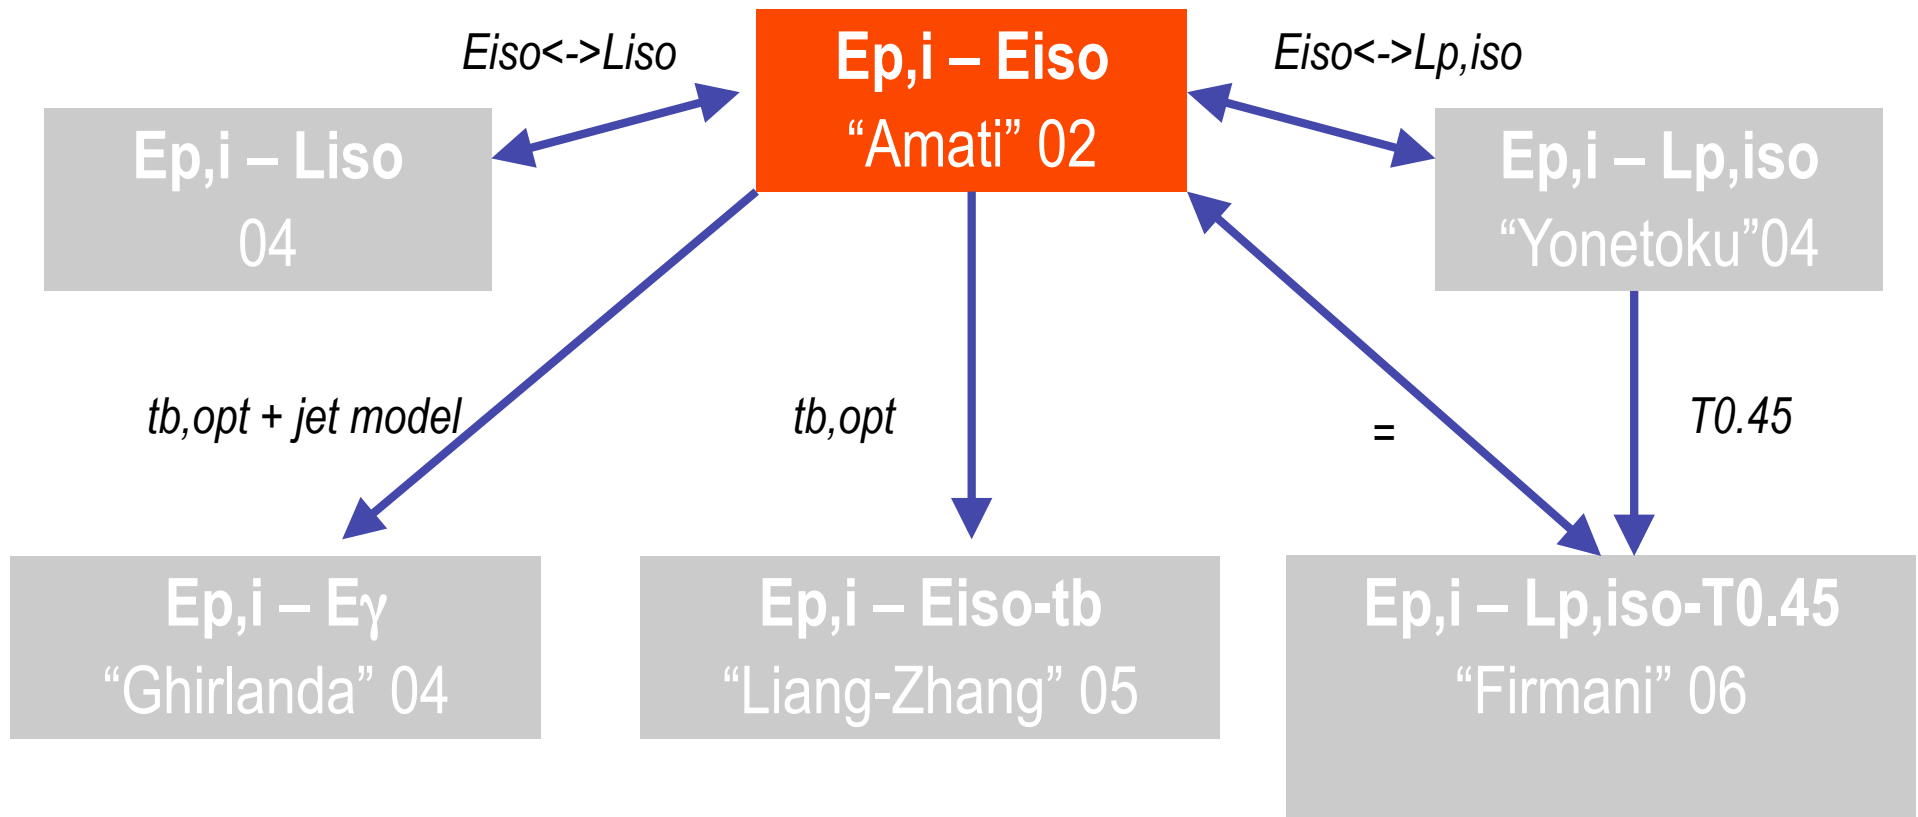 Eiso<->Liso
Ep,i – Eiso
“Amati” 02
Eiso<->Lp,iso
Ep,i – Liso
04
Ep,i – Lp,iso
“Yonetoku”04
tb,opt + jet model
tb,opt
=
T0.45
Ep,i – Eγ
“Ghirlanda” 04
Ep,i – Eiso-tb
“Liang-Zhang” 05
Ep,i – Lp,iso-T0.45
“Firmani” 06